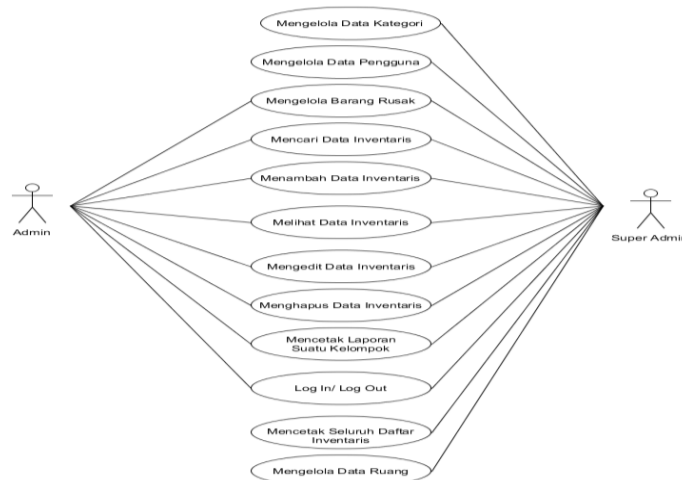 Mengelola Data Kategori
Mengelola Data Pengguna
Mengelola Barang Rusak
Mencari Data Inventaris
Menambah Data Inventaris
Melihat Data Inventaris
Admin
Super Admi
Mengedit Data Inventaris
Menghapus Data Inventaris
Mencetak Laporan
Suatu Kelompok
Log In/ Log Out
Mencetak Seluruh Daftar
Inventaris
Mengelola Data Ruang